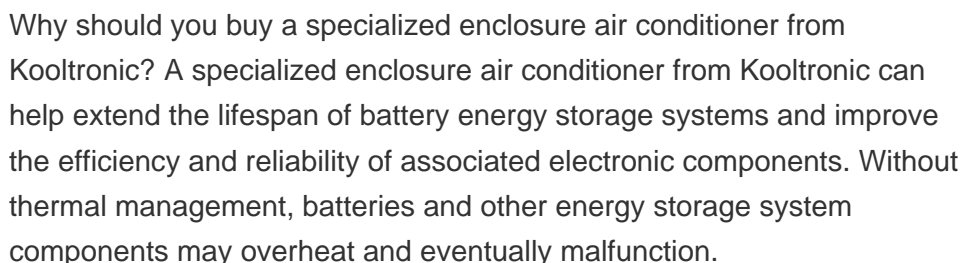 Why should you buy a specialized enclosure air conditioner from
Kooltronic? A specialized enclosure air conditioner from Kooltronic can
help extend the lifespan of battery energy storage systems and improve
the efficiency and reliability of associated electronic components. Without
thermal management, batteries and other energy storage system
components may overheat and eventually malfunction.